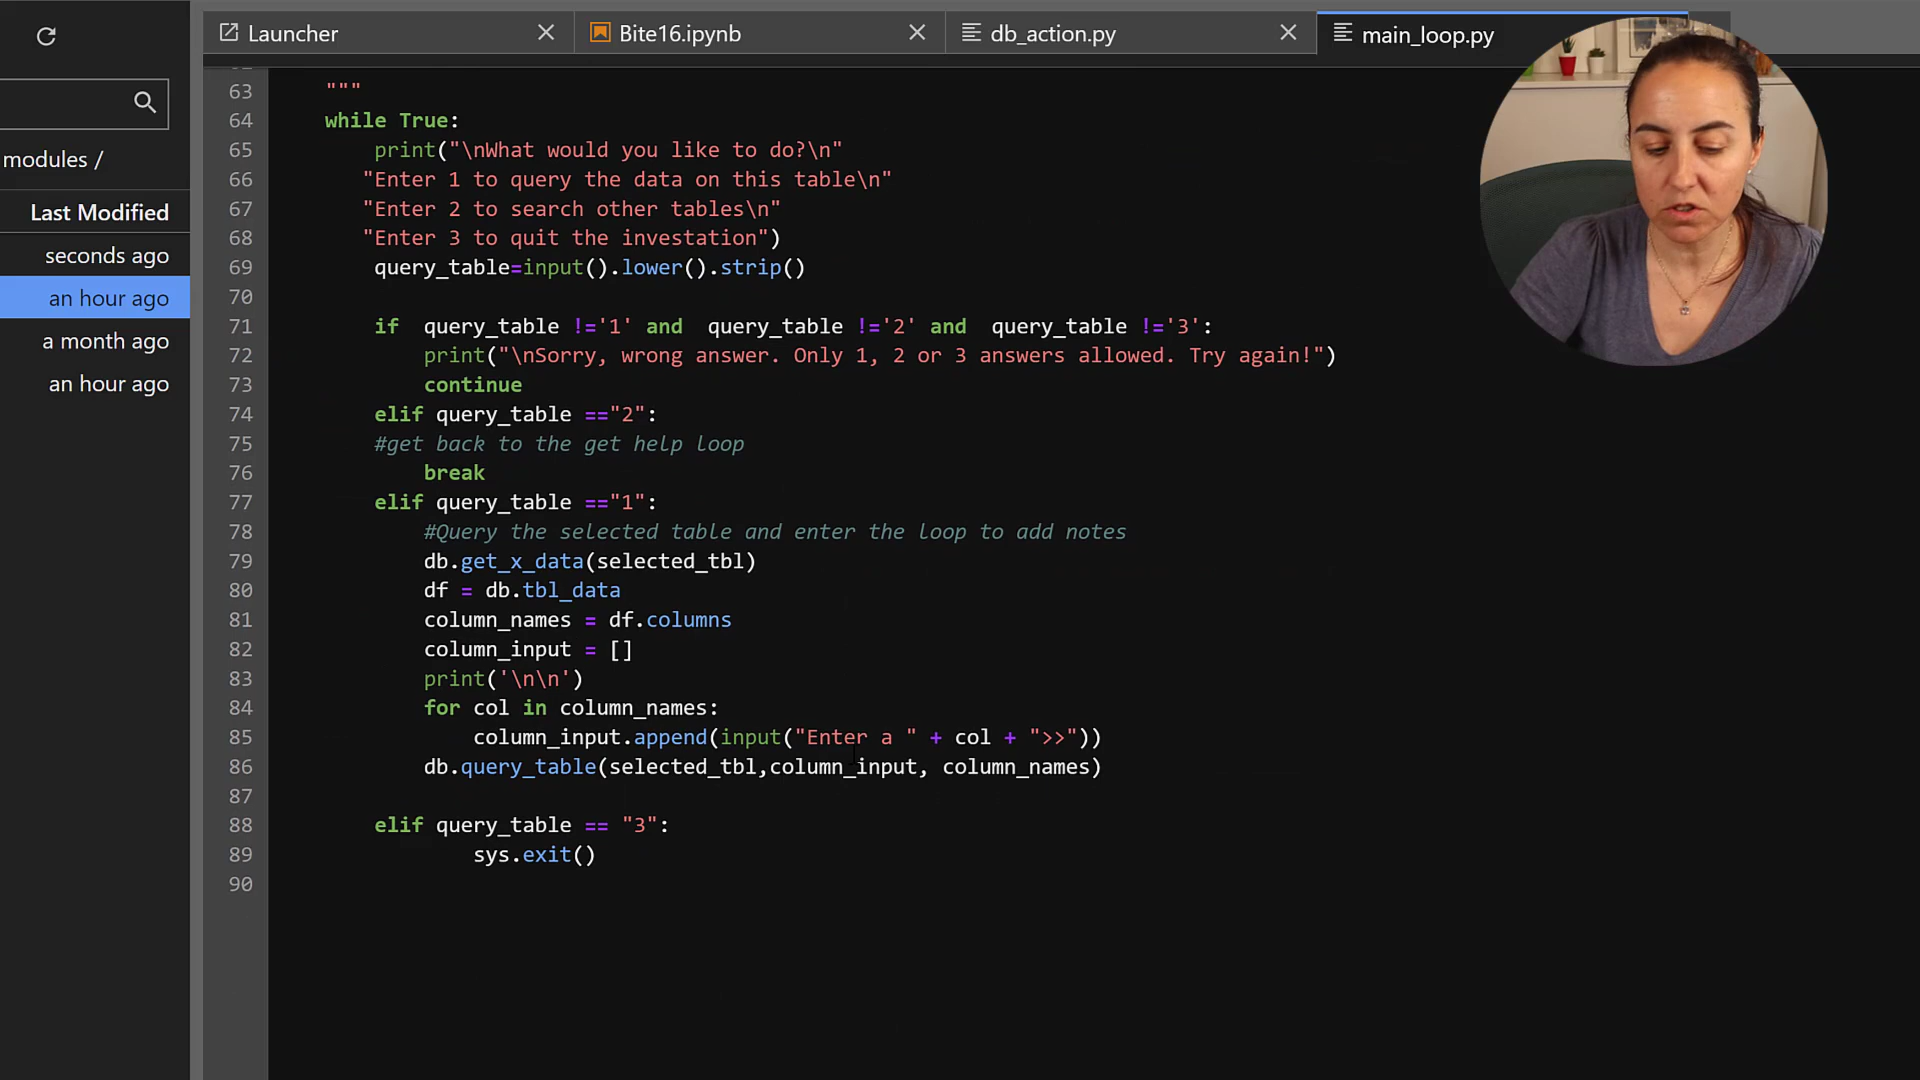 Launcher
Bite16.ipynb
db_action.py
main_loop.py
modules /
Last Modified
seconds ago
an hour ago
a month ago
an hour ago
63 """
64 while True:
65 print("\nWhat would you like to do?\n"
66 "Enter 1 to query the data on this table\n"
67 "Enter 2 to search other tables\n"
68 "Enter 3 to quit the investation")
69 query_table=input().lower().strip()
70
71 if  query_table !='1' and  query_table !='2' and  query_table !='3':
72 print("\nSorry, wrong answer. Only 1, 2 or 3 answers allowed. Try again!")
73 continue
74 elif query_table =="2":
75 #get back to the get help loop
76 break
77 elif query_table =="1":
78 #Query the selected table and enter the loop to add notes
79 db.get_x_data(selected_tbl)
80 df = db.tbl_data
81 column_names = df.columns
82 column_input = []
83 print('\n\n')
84 for col in column_names:
85 column_input.append(input("Enter a " + col + ">>"))
86 db.query_table(selected_tbl,column_input, column_names)
87
88 elif query_table == "3":
89 sys.exit()
90